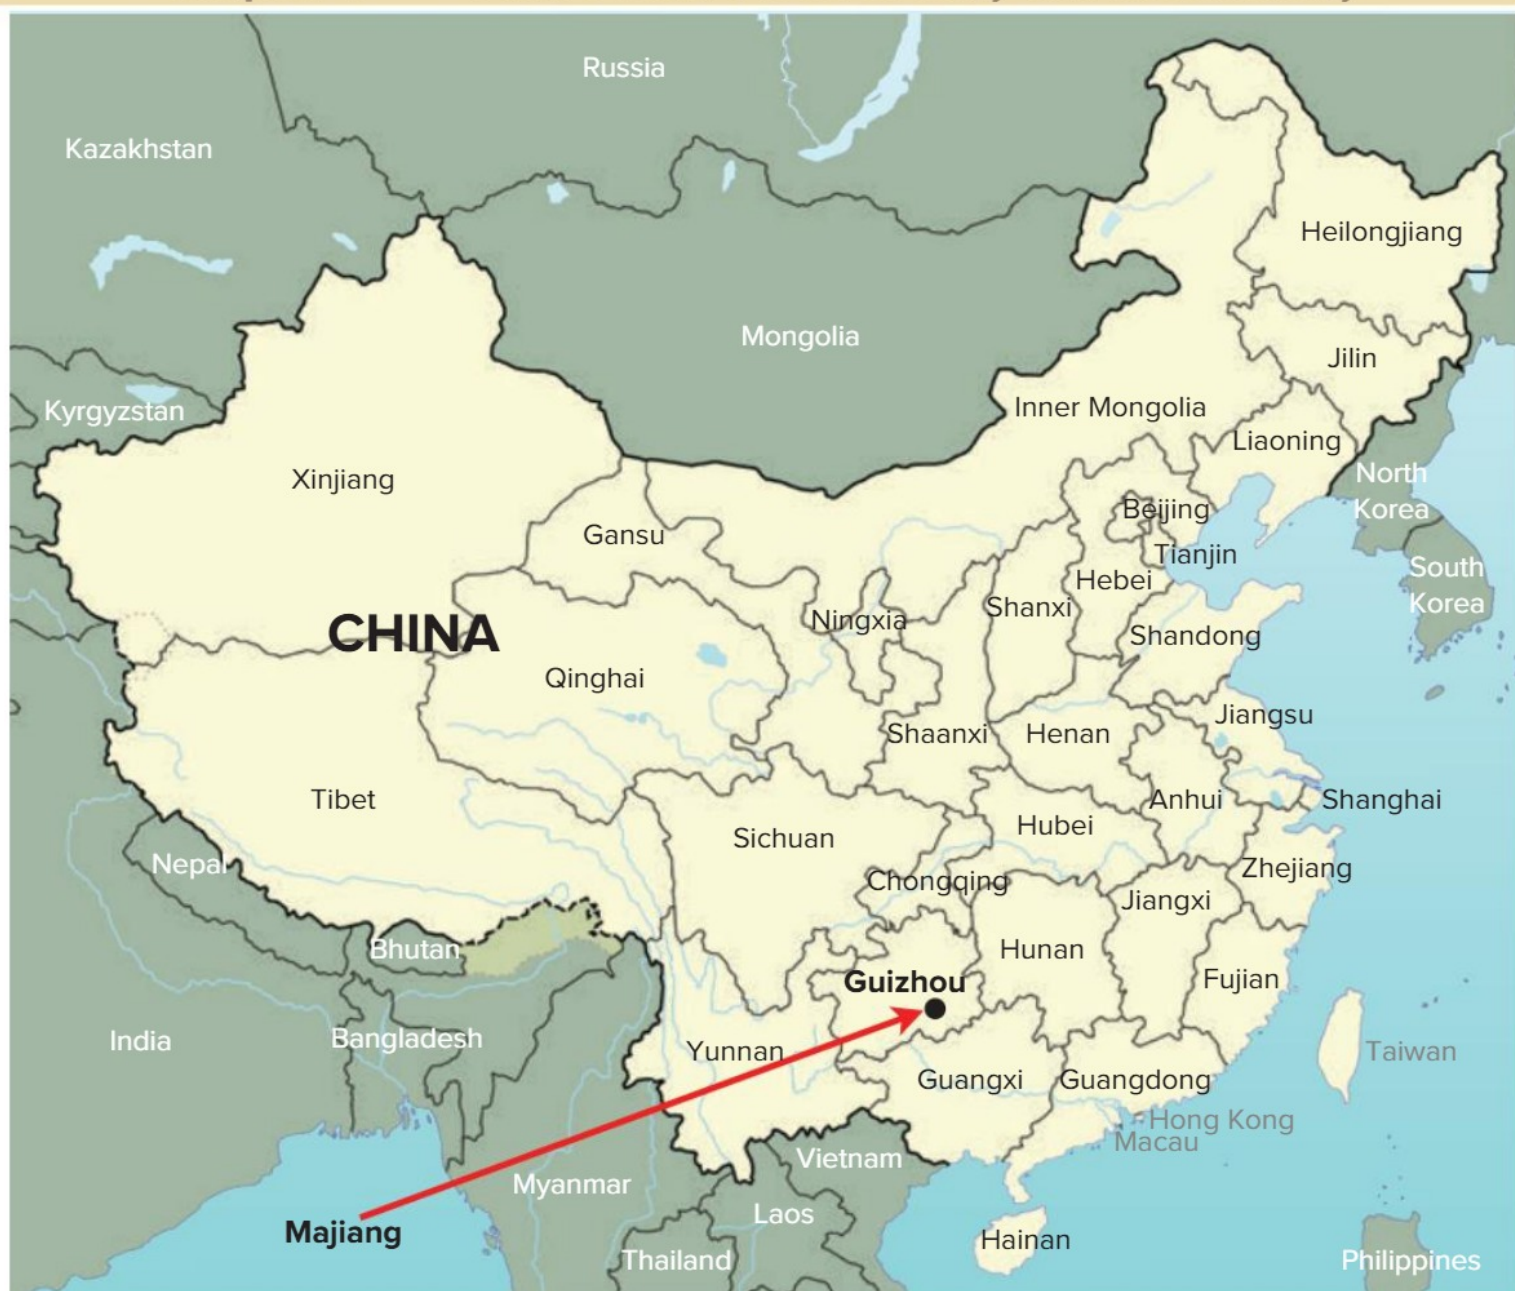 Russia
Kazakhstan
Heilongjiang
Mongolia
Jilin
Kyrgyzstan
Inner Mongolia
Liaoning
Xinjiang
North
Korea
Beijing
Gansu
Tianjin
South
Korea
Hebei
Shanxi
Ningxia
CHINA
Shandong
Qinghai
Jiangsu
Shaanxi
Henan
Tibet
Anhui
Shanghai
Hubei
Sichuan
Nepal
Zhejiang
Chongqing
Jiangxi
Bhutan
Hunan
Guizhou
Fujian
India
Bangladesh
Yunnan
Taiwan
Guangxi
Guangdong
Hong Kong
Macau
Vietnam
Myanmar
Laos
Majiang
Hainan
Thailand
Philippines